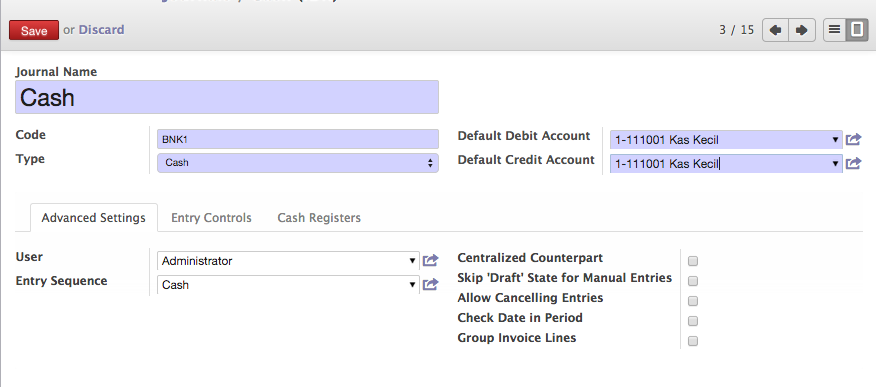 Save or Discard
3 / 15
Journal Name
Cash
Code
BNK1
Type
Cash
Default Debit Account
1-111001 Kas Kecil
Default Credit Account
1-111001 Kas Kecil
Advanced Settings
Entry Controls
Cash Registers
User
Administrator
Entry Sequence
Cash
Centralized Counterpart
Skip 'Draft' State for Manual Entries
Allow Cancelling Entries
Check Date in Period
Group Invoice Lines